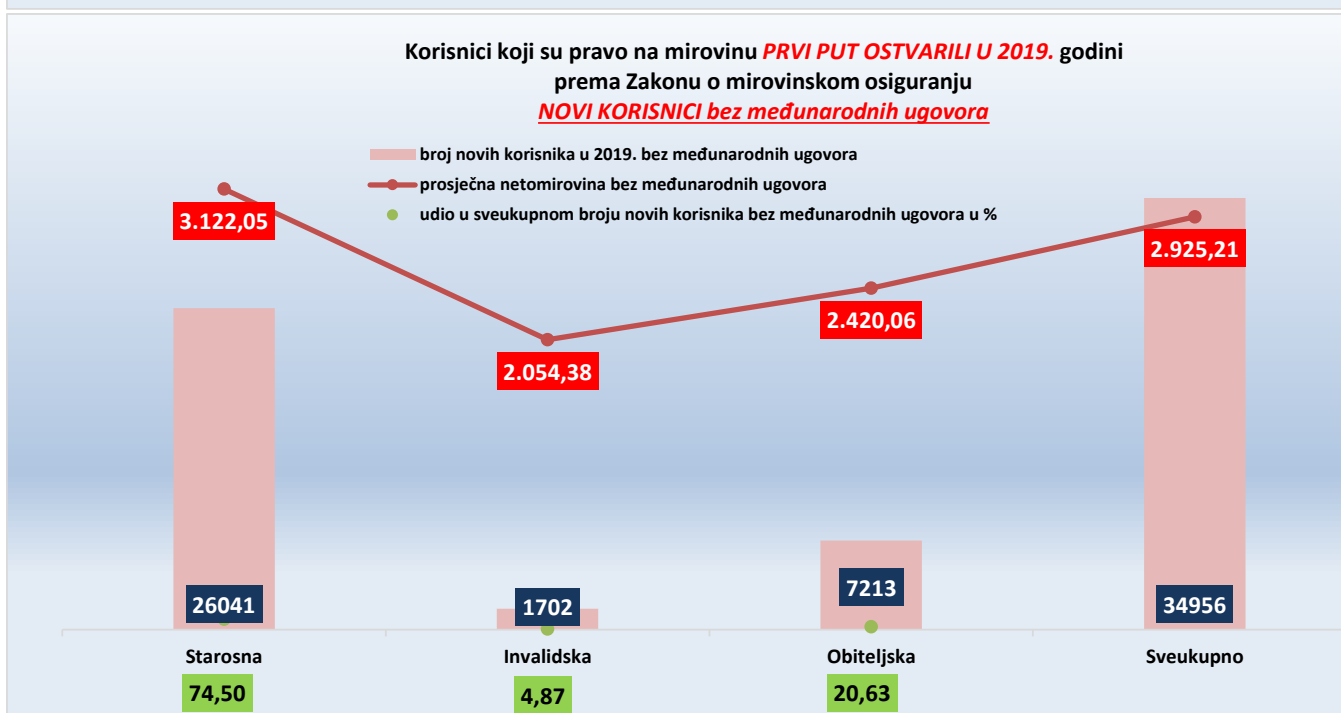 Korisnici koji su pravo na mirovinu PRVI PUT OSTVARILI U 2019. godini
prema Zakonu o mirovinskom osiguranju
NOVI KORISNICI bez međunarodnih ugovora
broj novih korisnika u 2019. bez međunarodnih ugovora
prosječna netomirovina bez međunarodnih ugovora
udio u sveukupnom broju novih korisnika bez međunarodnih ugovora u %
3.122,05
2.054,38
2.420,06
2.925,21
26041
1702
7213
34956
Starosna
Invalidska
Obiteljska
Sveukupno
74,50
4,87
20,63